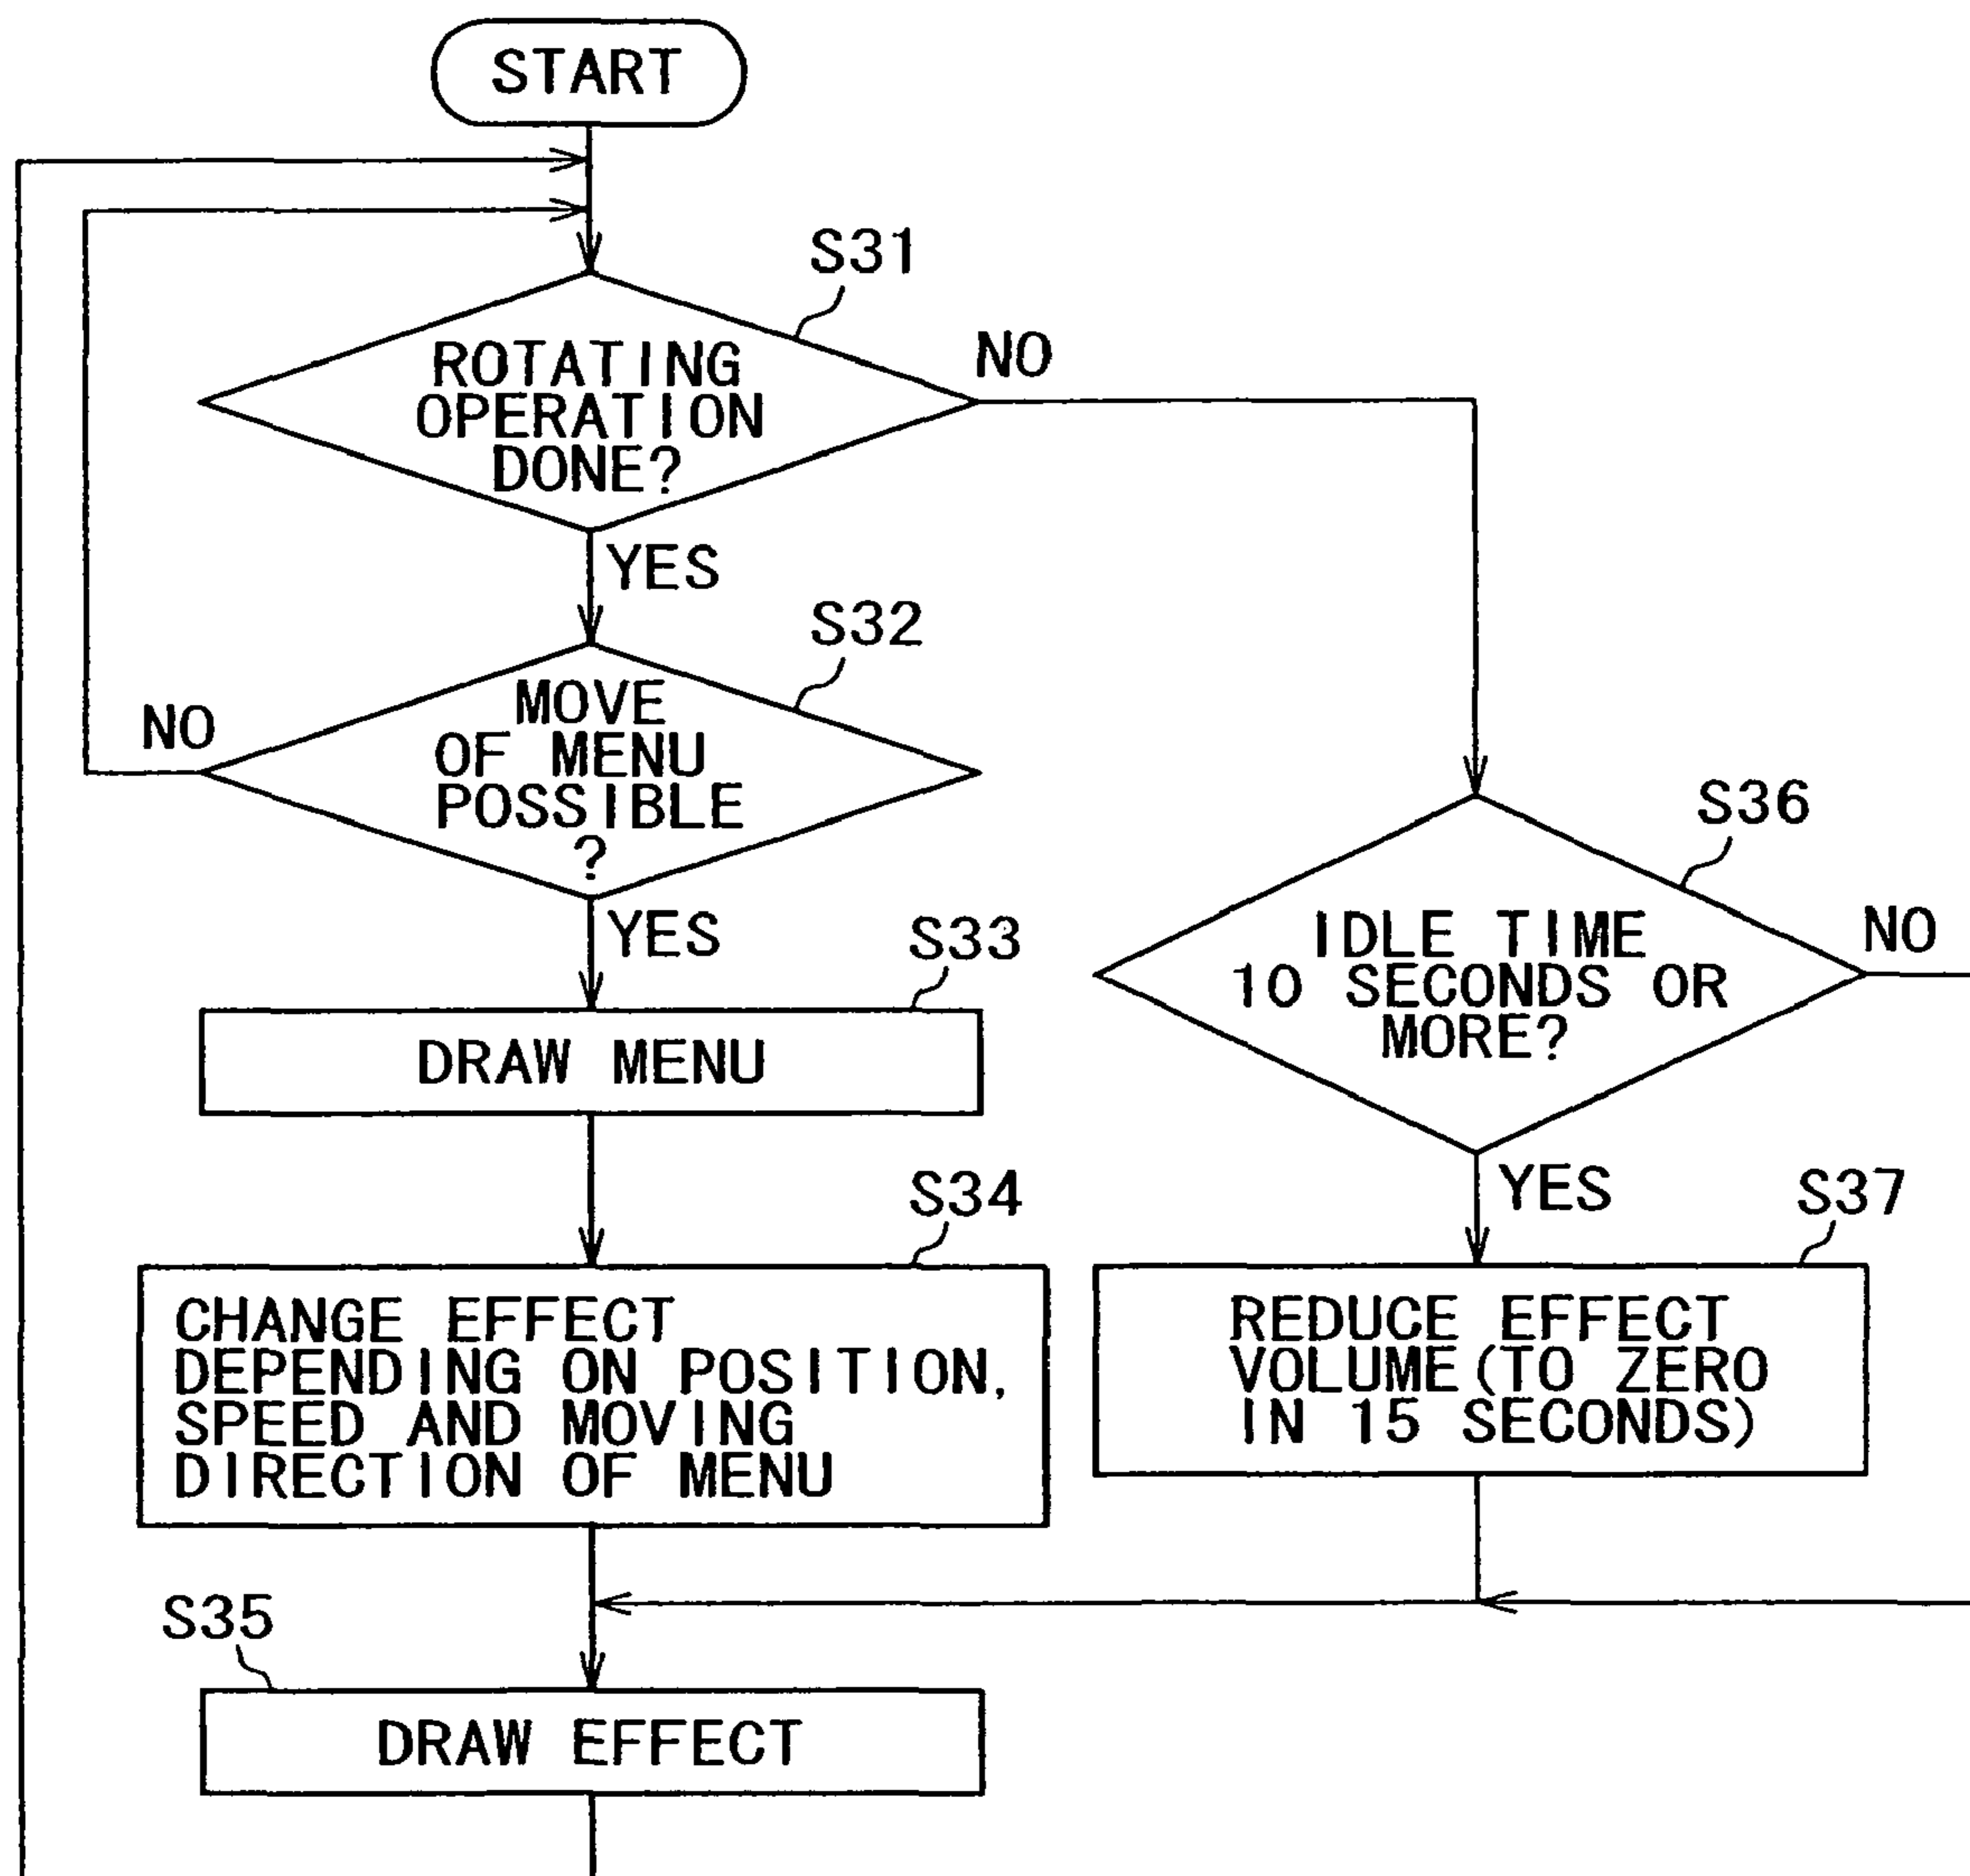 START
S31
ROTATING
OPERATION
DONE?
NO
YES
S32
MOVE
OF MENU
POSSIBLE
?
NO
YES
S33
DRAW MENU
S34
CHANGE EFFECT
DEPENDING ON POSITION,
SPEED AND MOVING
DIRECTION OF MENU
S35
DRAW EFFECT
S36
IDLE TIME
10 SECONDS OR
MORE?
NO
YES
S37
REDUCE EFFECT
VOLUME(TO ZERO
IN 15 SECONDS)